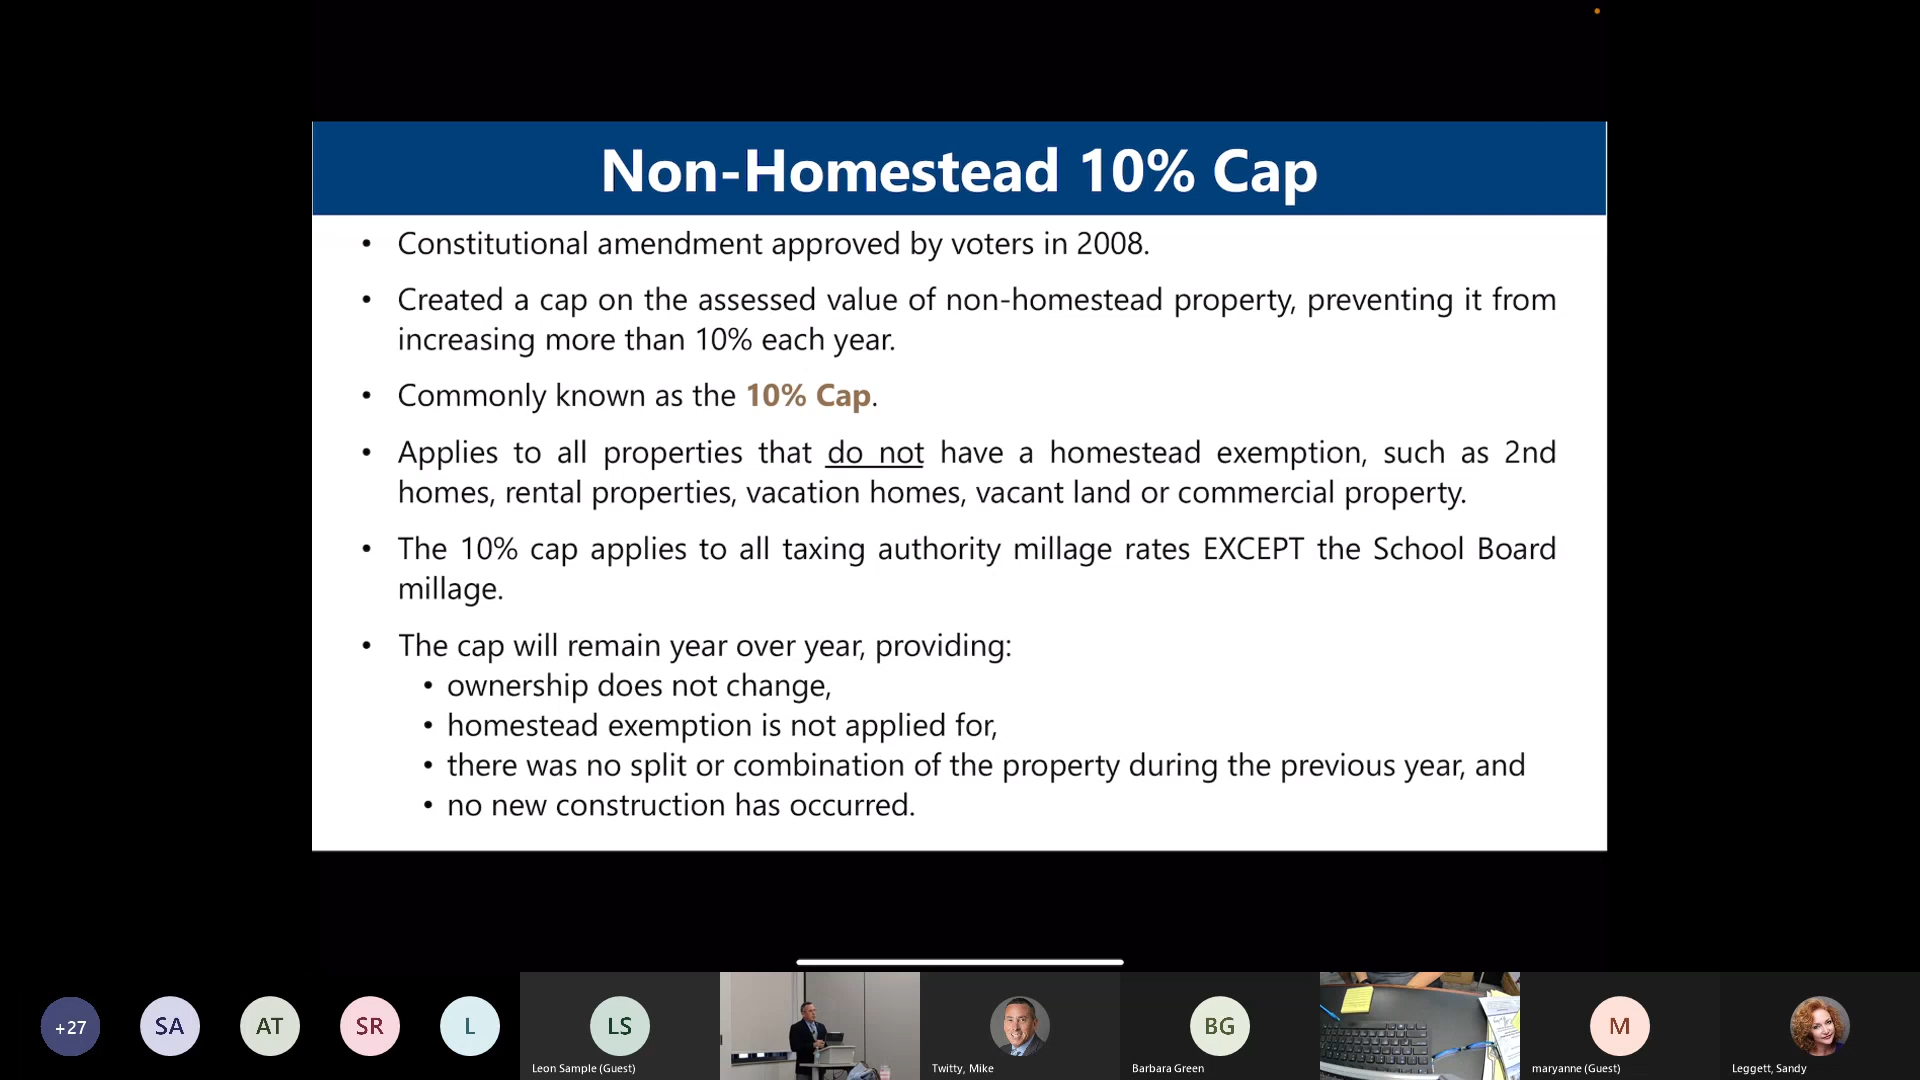 Non-Homestead 10% Cap
• Constitutional amendment approved by voters in 2008.
• Created a cap on the assessed value of non-homestead property, preventing it from
increasing more than 10% each year.
• Commonly known as the 10% Cap.
• Applies to all properties that do not have a homestead exemption, such as 2nd
homes, rental properties, vacation homes, vacant land or commercial property.
• The 10% cap applies to all taxing authority millage rates EXCEPT the School Board
millage.
• The cap will remain year over year, providing:
• ownership does not change,
• homestead exemption is not applied for,
• there was no split or combination of the property during the previous year, and
• no new construction has occurred.
+27 SA AT SR L LS BG M
Leon Sample (Guest) Twitty, Mike Barbara Green maryanne (Guest) Leggett, Sandy